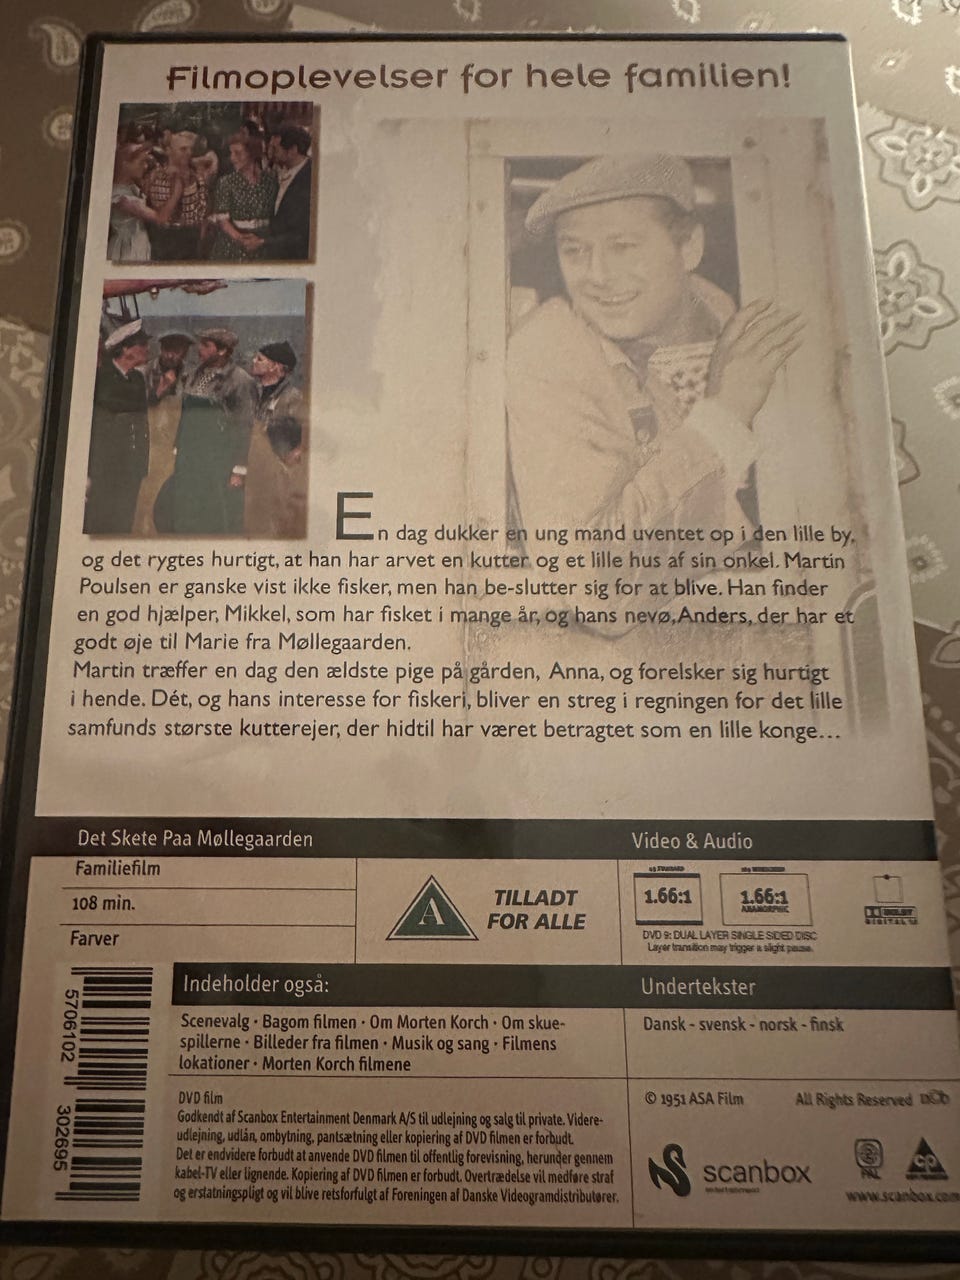 Filmoplevelser for hele familien!
En dag dukker en ung mand uventet op i den lille by,
og det rygtes hurtigt, at han har arvet en kutter og et lille hus af sin onkel. Martin
Poulsen er ganske vist ikke fisker, men han be-slutter sig for at blive. Han finder
en god hjælper, Mikkel, som har fisket i mange år, og hans nevø,Anders, der har et
godt øje til Marie fra Møllegaarden.
Martin træffer en dag den ældste pige på gården, Anna, og forelsker sig hurtigt
i hende. Dét, og hans interesse for fiskeri, bliver en streg i regningen for det lille
samfunds største kutterejer, der hidtil har været betragtet som en lille konge...
Det Skete Paa Møllegaarden
Familiefilm
108 min.
Farver
A
TILLADT
FOR ALLE
Video & Audio
4:3 STANDARD
1.66:1
16:9 WIDESCREEN
1.66:1
ANAMORPHIC
DOLBY
DIGITAL
DVD 9: DUAL LAYER SINGLE SIDED DISC
Layer transition may trigger a slight pause.
Indeholder også:
Scenevalg · Bagom filmen · Om Morten Korch · Om skue-
spillerne · Billeder fra filmen · Musik og sang · Filmens
lokationer · Morten Korch filmene
Undertekster
Dansk - svensk - norsk - finsk
DVD film
Godkendt af Scanbox Entertainment Denmark A/S til udlejning og salg til private. Videre-
udlejning, udlån, ombytning, pantsætning eller kopiering af DVD filmen er forbudt.
Det er endvidere forbudt at anvende DVD filmen til offentlig forevisning, herunder gennem
kabel-TV eller lignende. Kopiering af DVD filmen er forbudt. Overtrædelse vil medføre straf
og erstatningspligt og vil blive retsforfulgt af Foreningen af Danske Videogramdistributører.
© 1951 ASA Film
All Rights Reserved
scanbox
entertainment
2
PAL
www.scanbox.com
5706102 302695